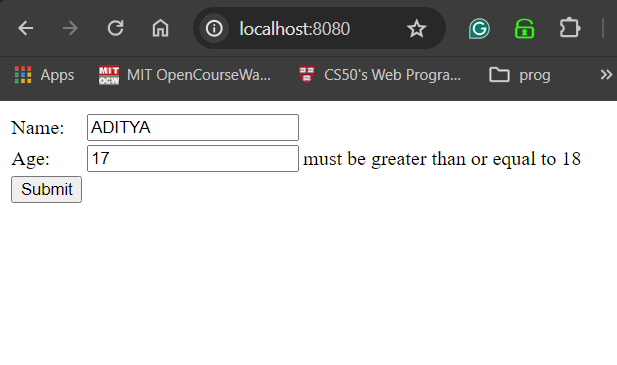 localhost:8080
Apps MIT OpenCourseWa... CS50's Web Progra... prog
Name: ADITYA
Age: 17 must be greater than or equal to 18
Submit